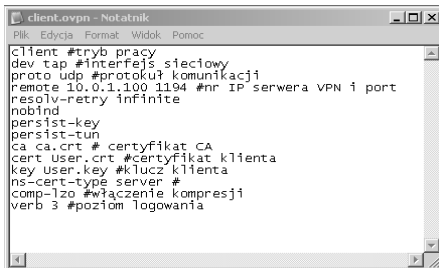 client.ovpn - Notatnik
Plik Edycja Format Widok Pomoc
client #tryb pracy
dev tap #interfejs sieciowy
proto udp #protokuł komunikacji
remote 10.0.1.100 1194 #nr IP serwera VPN i port
resolv-retry infinite
nobind
persist-key
persist-tun
ca ca.crt # certyfikat CA
cert User.crt #certyfikat klienta
key User.key #klucz klienta
ns-cert-type server #
comp-lzo #włączenie kompresji
verb 3 #poziom logowania